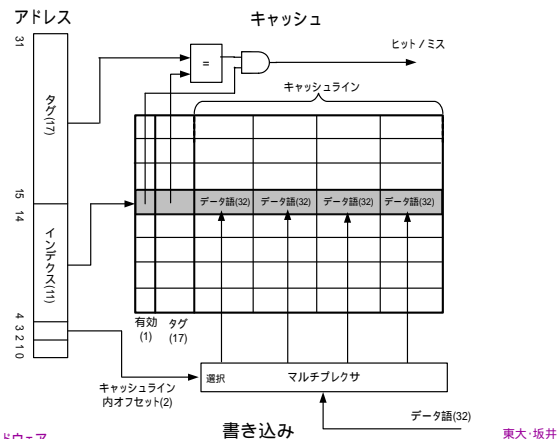 アドレス
キャッシュ
31
タグ(17)
15
14
インデクス(11)
4
3
2
1
0
=
ヒット / ミス
キャッシュライン
データ語(32)
データ語(32)
データ語(32)
データ語(32)
有効
(1)
タグ
(17)
キャッシュライン
内オフセット(2)
選択
マルチプレクサ
データ語(32)
書き込み
ドウェア
東大・坂井